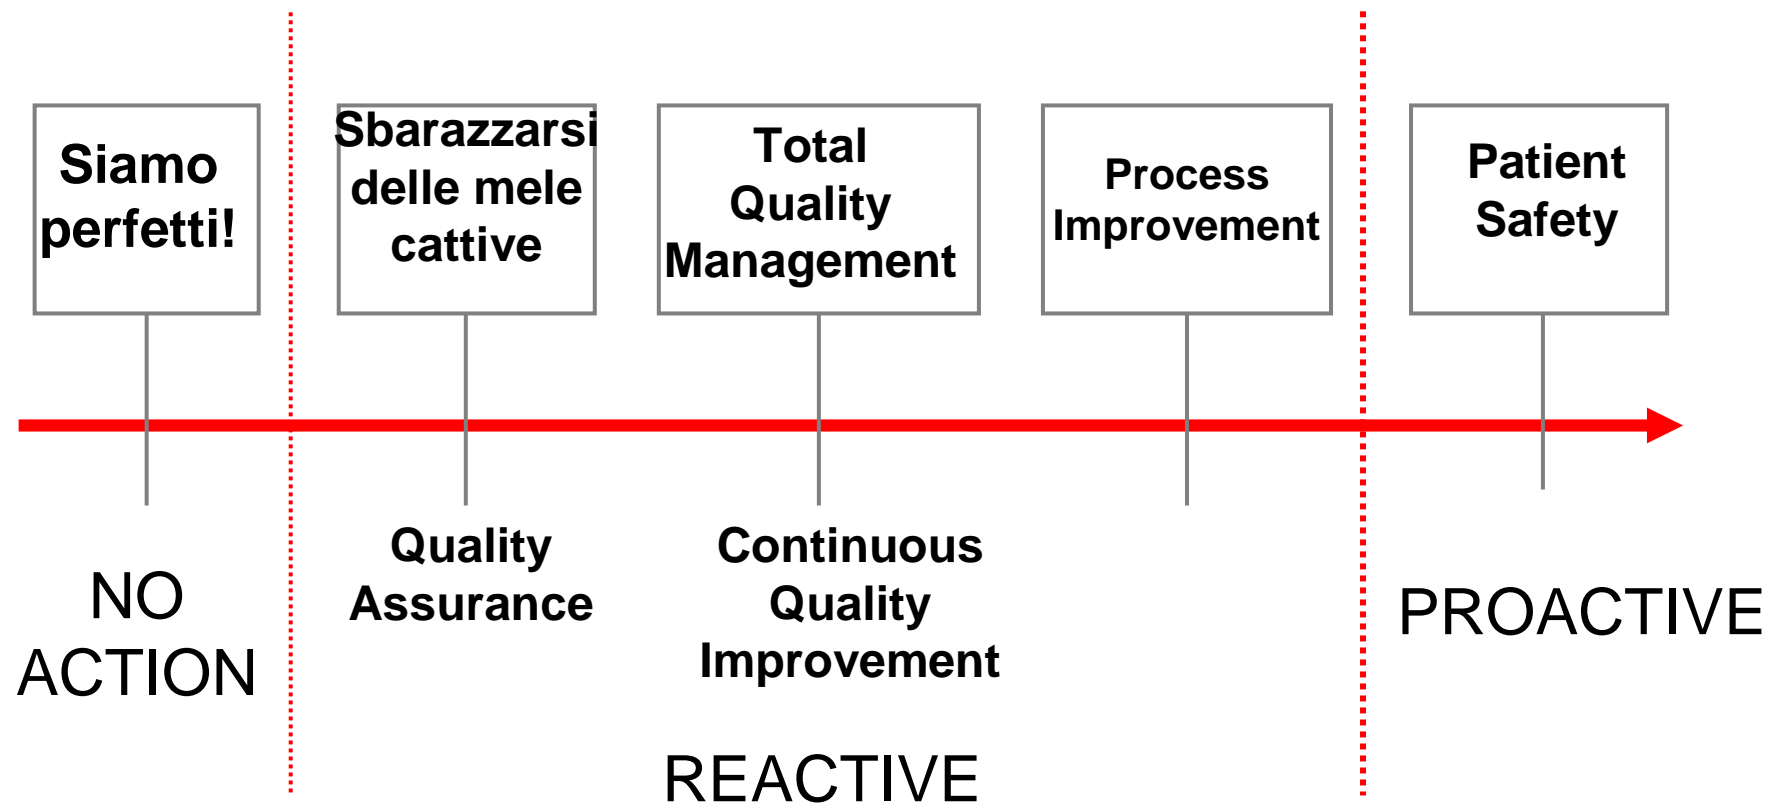 Siamo
perfetti!
Sbarazzarsi
delle mele
cattive
Total
Quality
Management
Process
Improvement
Patient
Safety
NO
ACTION
Quality
Assurance
Continuous
Quality
Improvement
REACTIVE
PROACTIVE